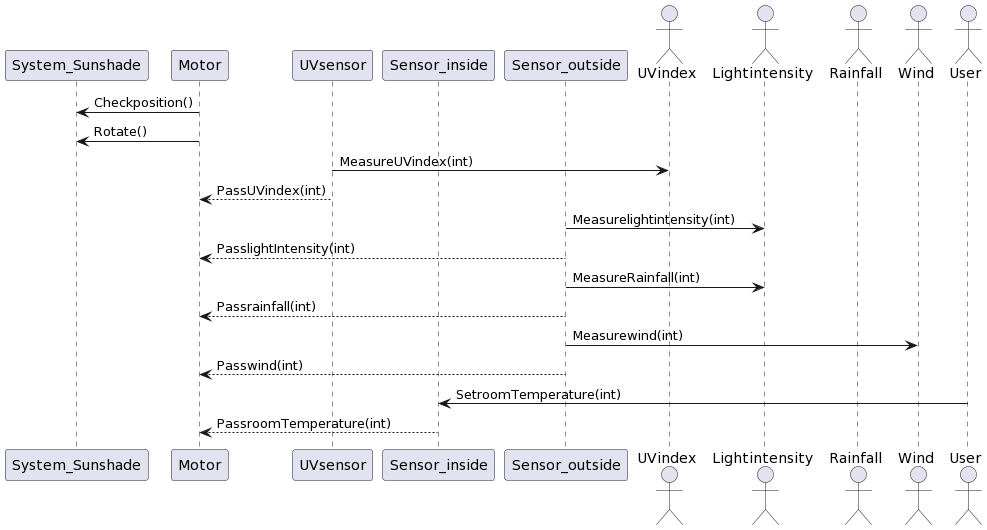 System_Sunshade Motor UVsensor Sensor_inside Sensor_outside UVindex Lightintensity Rainfall Wind User
Checkposition()
Rotate()
MeasureUVindex(int)
PassUVindex(int)
Measurelightintensity(int)
PasslightIntensity(int)
MeasureRainfall(int)
Passrainfall(int)
Measurewind(int)
Passwind(int)
SetroomTemperature(int)
PassroomTemperature(int)
System_Sunshade Motor UVsensor Sensor_inside Sensor_outside UVindex Lightintensity Rainfall Wind User